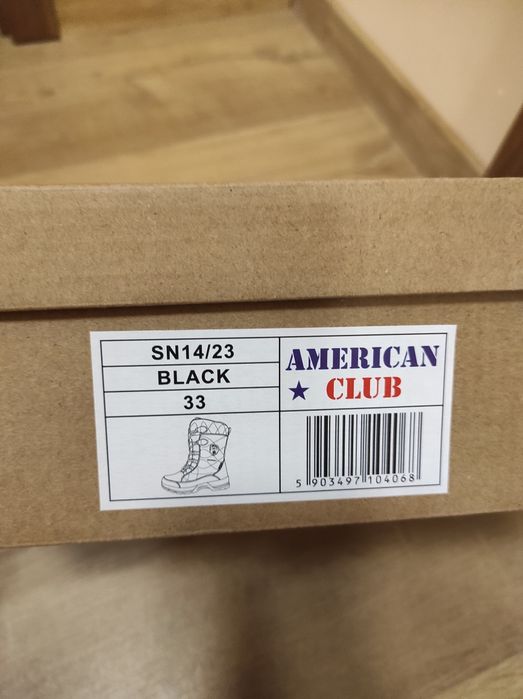 SN14/23
BLACK
33
AMERICAN
CLUB
5 903497 104068